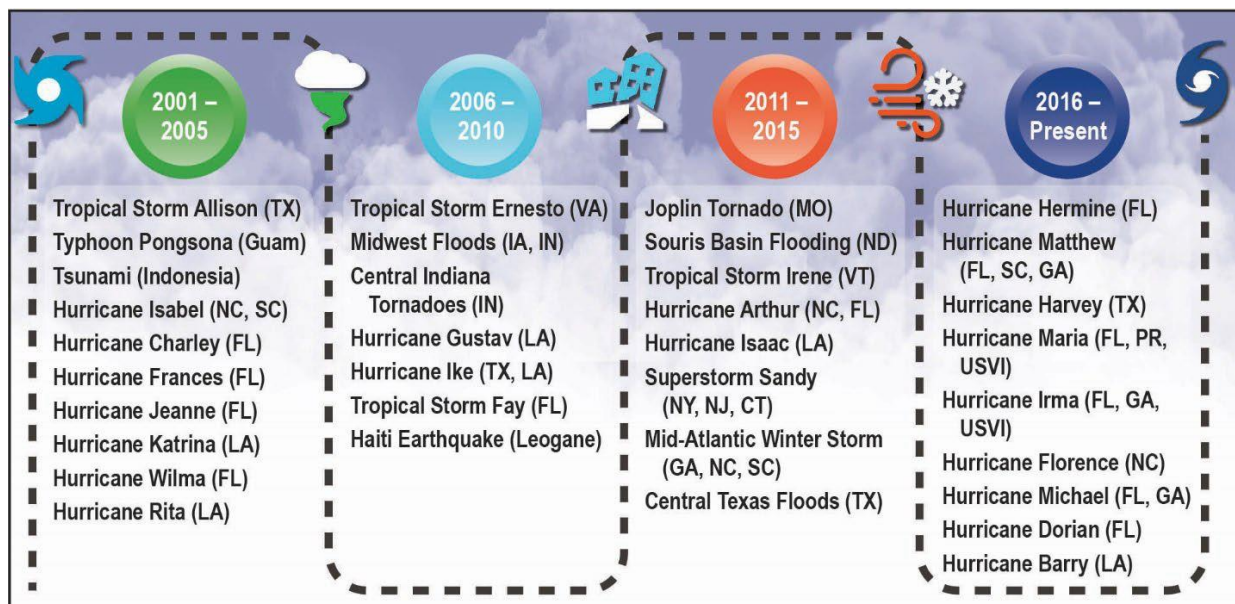 2001 –
2005
Tropical Storm Allison (TX)
Typhoon Pongsona (Guam)
Tsunami (Indonesia)
Hurricane Isabel (NC, SC)
Hurricane Charley (FL)
Hurricane Frances (FL)
Hurricane Jeanne (FL)
Hurricane Katrina (LA)
Hurricane Wilma (FL)
Hurricane Rita (LA)
2006 –
2010
Tropical Storm Ernesto (VA)
Midwest Floods (IA, IN)
Central Indiana
Tornadoes (IN)
Hurricane Gustav (LA)
Hurricane Ike (TX, LA)
Tropical Storm Fay (FL)
Haiti Earthquake (Leogane)
2011 –
2015
Joplin Tornado (MO)
Souris Basin Flooding (ND)
Tropical Storm Irene (VT)
Hurricane Arthur (NC, FL)
Hurricane Isaac (LA)
Superstorm Sandy
(NY, NJ, CT)
Mid-Atlantic Winter Storm
(GA, NC, SC)
Central Texas Floods (TX)
2016 –
Present
Hurricane Hermine (FL)
Hurricane Matthew
(FL, SC, GA)
Hurricane Harvey (TX)
Hurricane Maria (FL, PR,
USVI)
Hurricane Irma (FL, GA,
USVI)
Hurricane Florence (NC)
Hurricane Michael (FL, GA)
Hurricane Dorian (FL)
Hurricane Barry (LA)